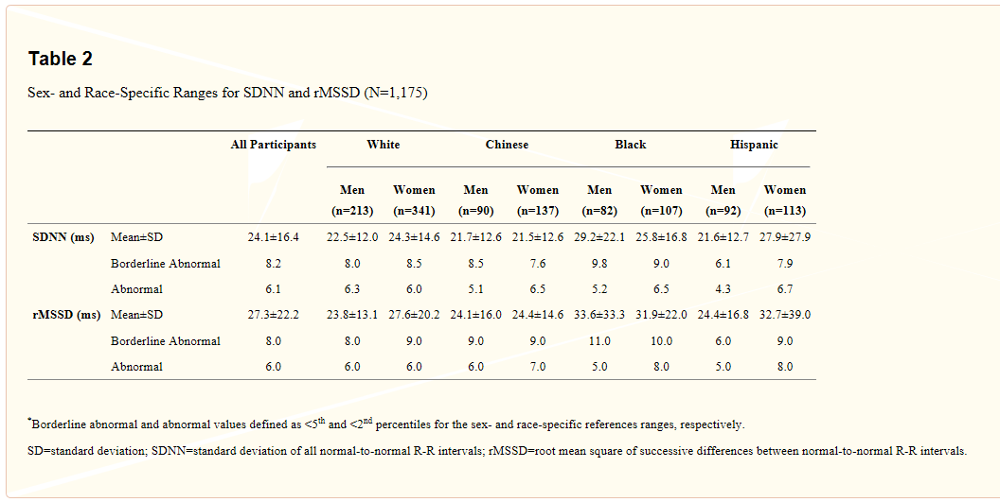 Table 2
Sex- and Race-Specific Ranges for SDNN and rMSSD (N=1,175)
All Participants White Chinese Black Hispanic
Men Women Men Women Men Women Men Women
(n=213) (n=341) (n=90) (n=137) (n=82) (n=107) (n=92) (n=113)
SDNN (ms) Mean±SD 24.1±16.4 22.5±12.0 24.3±14.6 21.7±12.6 21.5±12.6 29.2±22.1 25.8±16.8 21.6±12.7 27.9±27.9
Borderline Abnormal 8.2 8.0 8.5 8.5 7.6 9.8 9.0 6.1 7.9
Abnormal 6.1 6.3 6.0 5.1 6.5 5.2 6.5 4.3 6.7
rMSSD (ms) Mean±SD 27.3±22.2 23.8±13.1 27.6±20.2 24.1±16.0 24.4±14.6 33.6±33.3 31.9±22.0 24.4±16.8 32.7±39.0
Borderline Abnormal 8.0 8.0 9.0 9.0 9.0 11.0 10.0 6.0 9.0
Abnormal 6.0 6.0 6.0 6.0 7.0 5.0 8.0 5.0 8.0
*Borderline abnormal and abnormal values defined as <5th and <2nd percentiles for the sex- and race-specific references ranges, respectively.
SD=standard deviation; SDNN=standard deviation of all normal-to-normal R-R intervals; rMSSD=root mean square of successive differences between normal-to-normal R-R intervals.